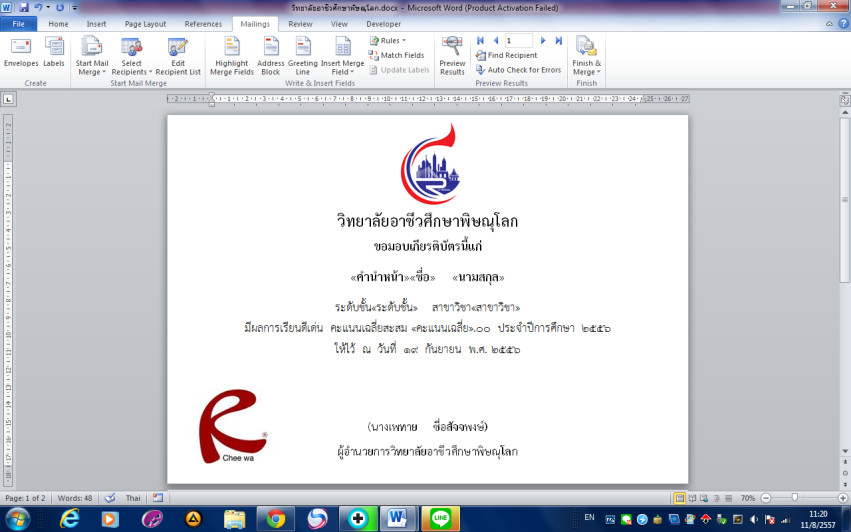 วิทยาลัยอาชีวศึกษาพิษณุโลก.docx - Microsoft Word (Product Activation Failed)
File Home Insert Page Layout References Mailings Review View Developer
Envelopes Labels Start Mail Merge Select Recipients Edit Recipient List Highlight Merge Fields Address Block Greeting Line Insert Merge Field Rules Match Fields Update Labels Preview Results 1 Find Recipient Auto Check for Errors Finish & Merge
Create Start Mail Merge Write & Insert Fields Preview Results Finish
วิทยาลัยอาชีวศึกษาพิษณุโลก
ขอมอบเกียรติบัตรนี้แก่
«คำนำหน้า»«ชื่อ» «นามสกุล»
ระดับชั้น«ระดับชั้น» สาขาวิชา«สาขาวิชา»
มีผลการเรียนดีเด่น คะแนนเฉลี่ยสะสม «คะแนนเฉลี่ย».๐๐ ประจำปีการศึกษา ๒๕๕๖
ให้ไว้ ณ วันที่ ๑๙ กันยายน พ.ศ. ๒๕๕๖
Chee wa
(นางเพทาย ซื่อสัจจพงษ์)
ผู้อำนวยการวิทยาลัยอาชีวศึกษาพิษณุโลก
Page: 1 of 2 Words: 48 Thai 70%
LINE EN 11:20
11/8/2557